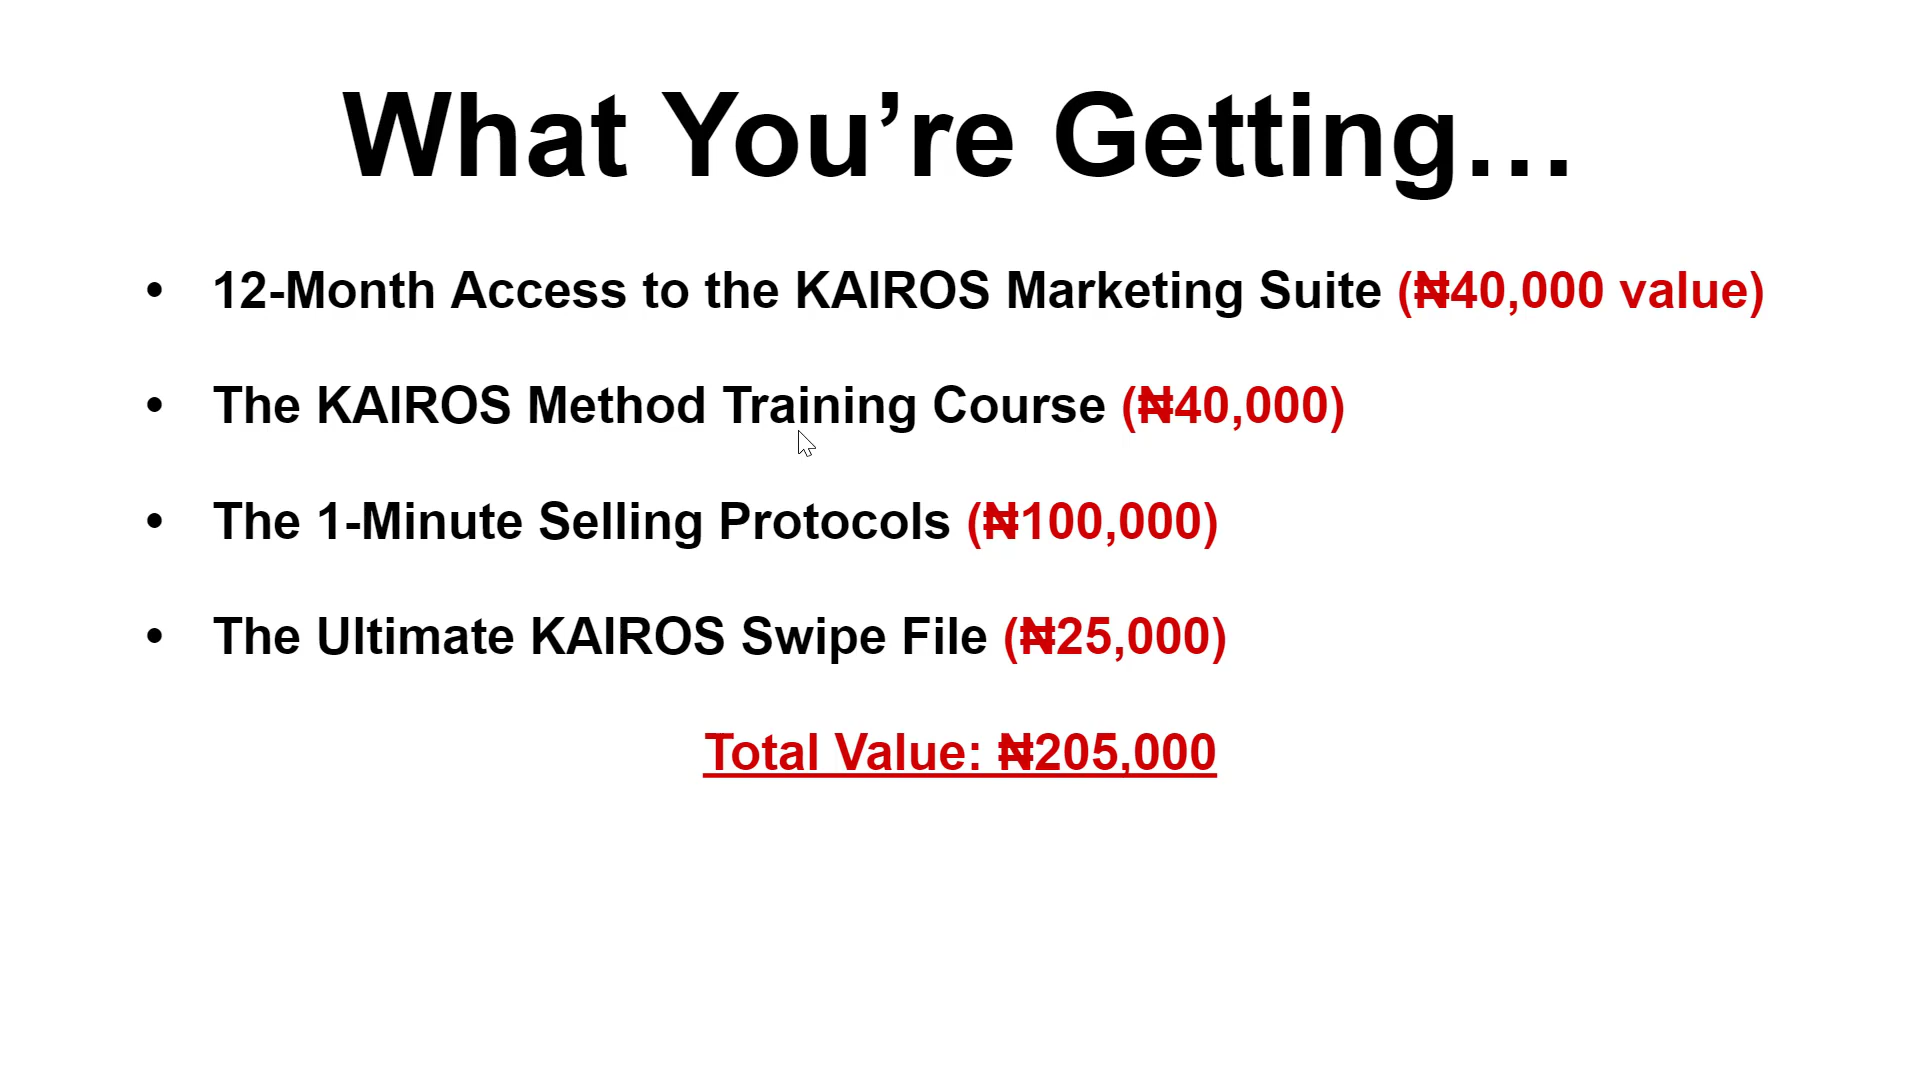 What You’re Getting…
• 12-Month Access to the KAIROS Marketing Suite (₦40,000 value)
• The KAIROS Method Training Course (₦40,000)
• The 1-Minute Selling Protocols (₦100,000)
• The Ultimate KAIROS Swipe File (₦25,000)
Total Value: ₦205,000